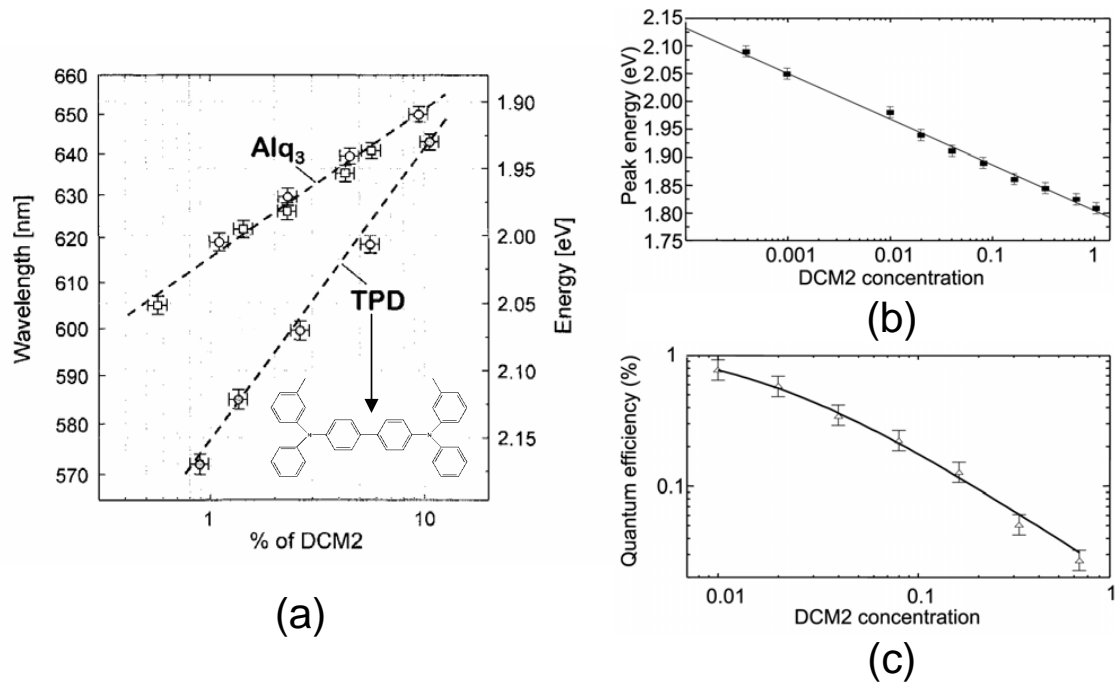 660
650
640
630
620
610
600
590
580
570
Wavelength [nm]
Alq3
TPD
N
N
1.90
1.95
2.00
2.05
2.10
2.15
Energy [eV]
1
10
% of DCM2
(a)
2.15
2.10
2.05
2.00
1.95
1.90
1.85
1.80
1.75
Peak energy (eV)
0.001
0.01
0.1
1
DCM2 concentration
(b)
1
0.1
Quantum efficiency (%)
0.01
0.1
1
DCM2 concentration
(c)